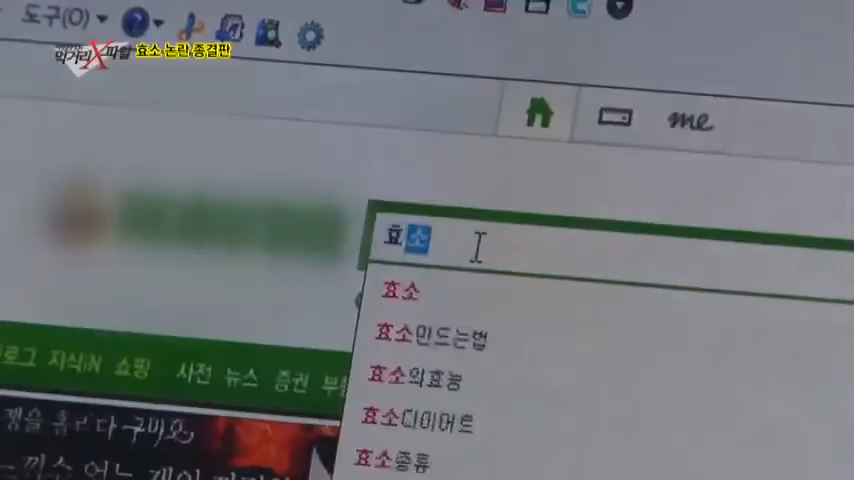 도구(O)
먹거리 X파일 효소 논란 종결판
me
효소
효소
효소만드는법
효소의효능
효소다이어트
효소종류
로그 지식iN 쇼핑 사전 뉴스 증권